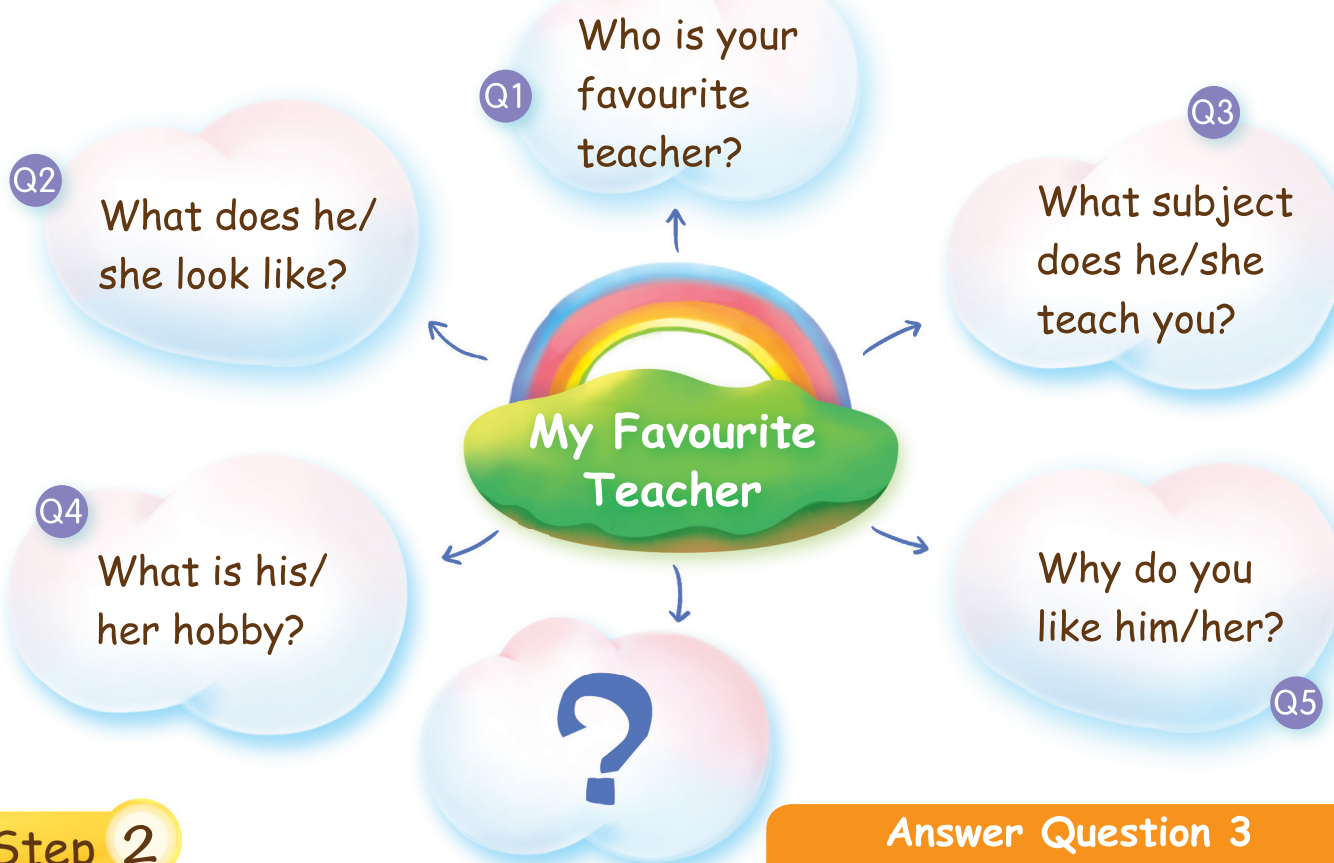 Q1
Who is your
favourite
teacher?
Q2
What does he/
she look like?
Q3
What subject
does he/she
teach you?
My Favourite
Teacher
Q4
What is his/
her hobby?
Why do you
like him/her?
Q5
?
Step 2
Answer Question 3